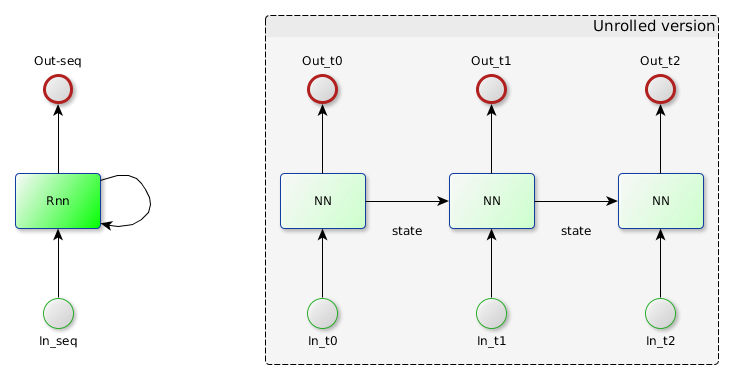 Unrolled version
Out-seq
Out_t0
Out_t1
Out_t2
Rnn
NN
NN
NN
state
state
In_seq
In_t0
In_t1
In_t2